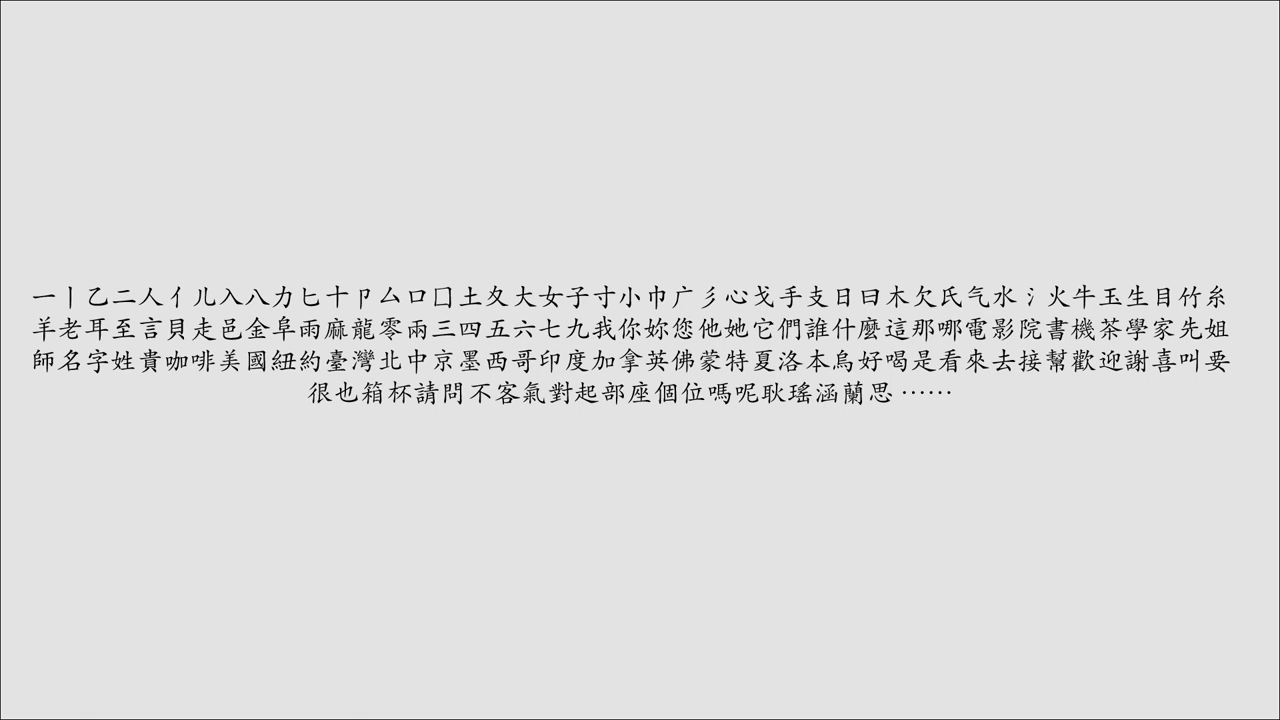 一丨乙二人亻儿入八力匕十卩厶口囗土夊大女子寸小巾广彡心戈手支日曰木欠氏气水氵火牛玉生目竹糸
羊老耳至言貝走邑金阜雨麻龍零兩三四五六七九我你妳您他她它們誰什麼這那哪電影院書機茶學家先姐
師名字姓貴咖啡美國紐約臺灣北中京墨西哥印度加拿英佛蒙特夏洛本烏好喝是看來去接幫歡迎謝喜叫要
很也箱杯請問不客氣對起部座個位嗎呢耿瑤涵蘭思 ⋯⋯